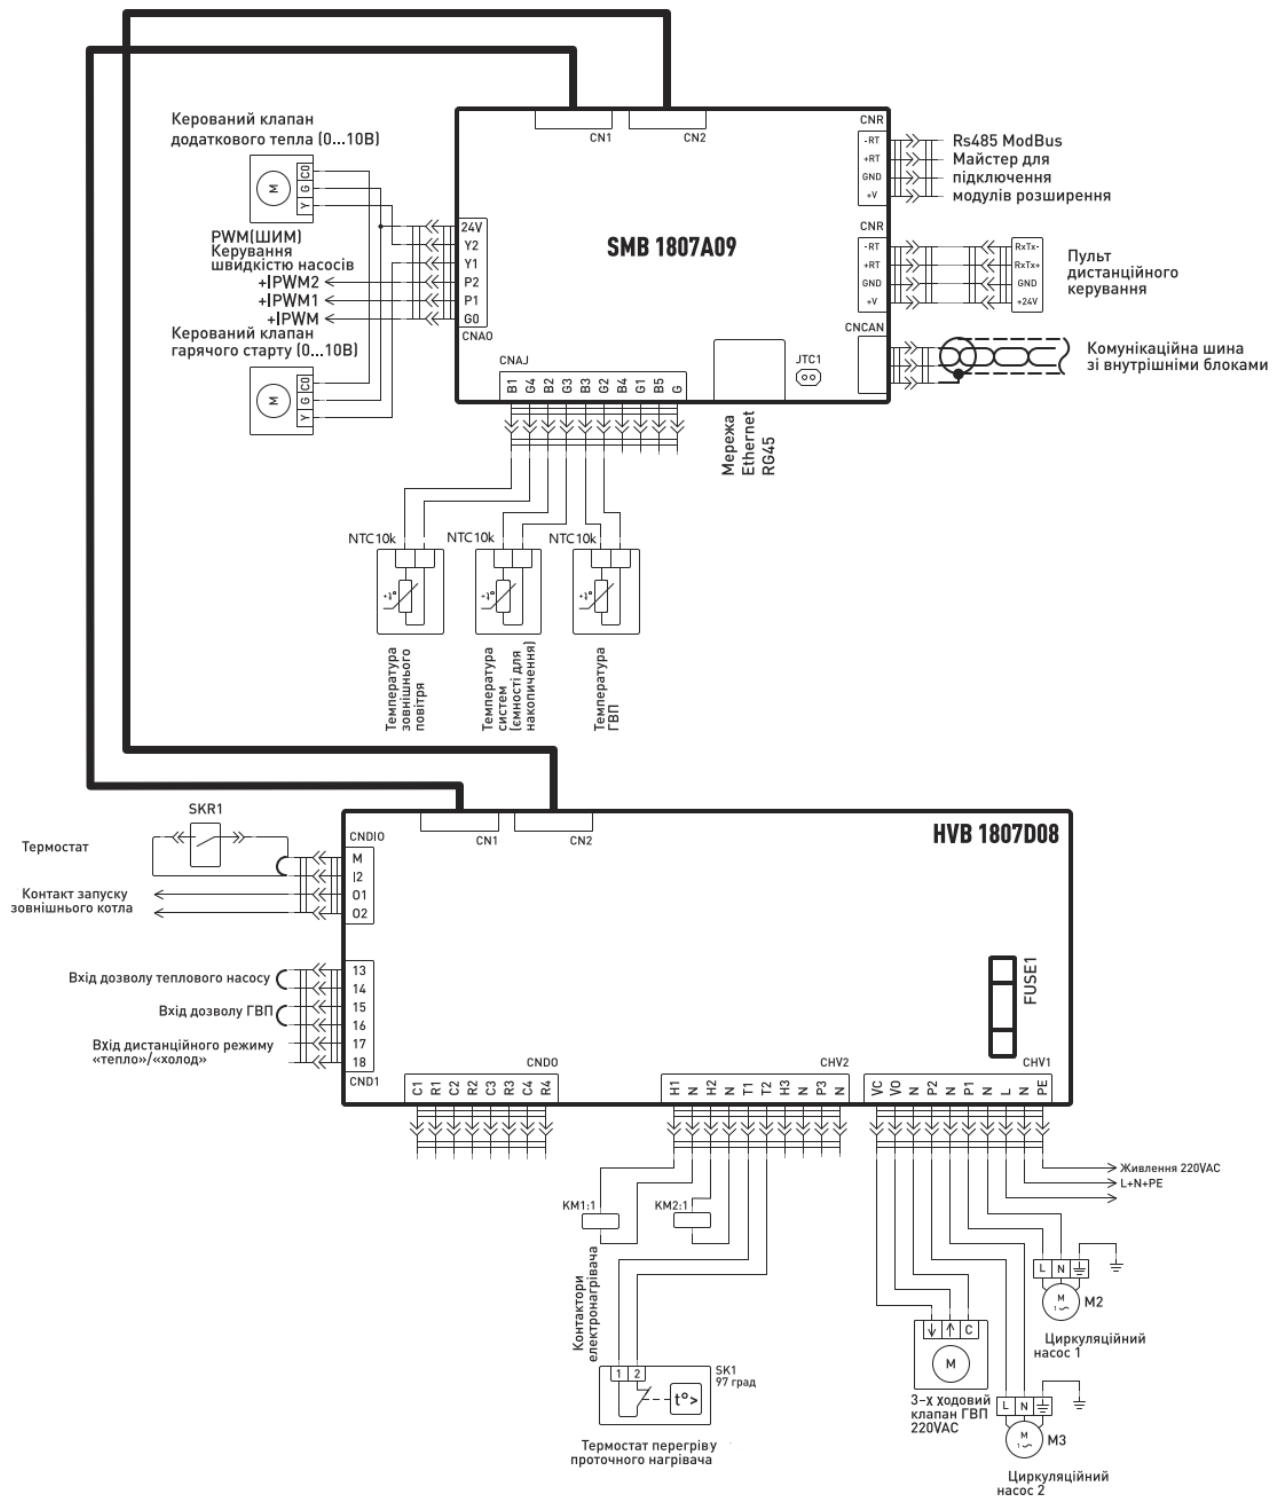 CN1
CN2
SMB 1807A09
Керований клапан
додаткового тепла (0...10В)
M
C0
G
Y
PWM(ШИМ)
Керування
швидкістю насосів
+IPWM2
+IPWM1
+IPWM
Керований клапан
гарячого старту (0...10В)
M
C0
G
Y
24V
Y2
Y1
P2
P1
G0
CNAO
CNR
-RT
+RT
GND
+V
Rs485 ModBus
Майстер для
підключення
модулів розширення
CNR
-RT
+RT
GND
+V
RxTx-
RxTx+
GND
+24V
Пульт
дистанційного
керування
CNCAN
Комунікаційна шина
зі внутрішніми блоками
JTC1
CNAJ
B1 G4 B2 G3 B3 G2 B4 G1 B5 G
Мережа
Ethernet
RG45
NTC10k
NTC10k
NTC10k
+t°
+t°
+t°
Температура
зовнішнього
повітря
Температура
систем
(ємності для
накопичення)
Температура
ГВП
CN1
CN2
HVB 1807D08
SKR1
Термостат
Контакт запуску
зовнішнього котла
CNDIO
M
I2
O1
O2
Вхід дозволу теплового насосу
Вхід дозволу ГВП
Вхід дистанційного режиму
«тепло»/«холод»
13
14
15
16
17
18
CND1
FUSE1
CNDO
C1 R1 C2 R2 C3 R3 C4 R4
CHV2
H1 N H2 N T1 T2 H3 N P3 N
CHV1
VC VO N P2 N P1 N L N PE
Живлення 220VAC
L+N+PE
KM1:1
KM2:1
Контактори
електронагрівача
1 2
SK1
97 град
t°>
Термостат перегріву
проточного нагрівача
C
M
3-х ходовий
клапан ГВП
220VAC
L N
M
1~
M2
Циркуляційний
насос 1
L N
M
1~
M3
Циркуляційний
насос 2